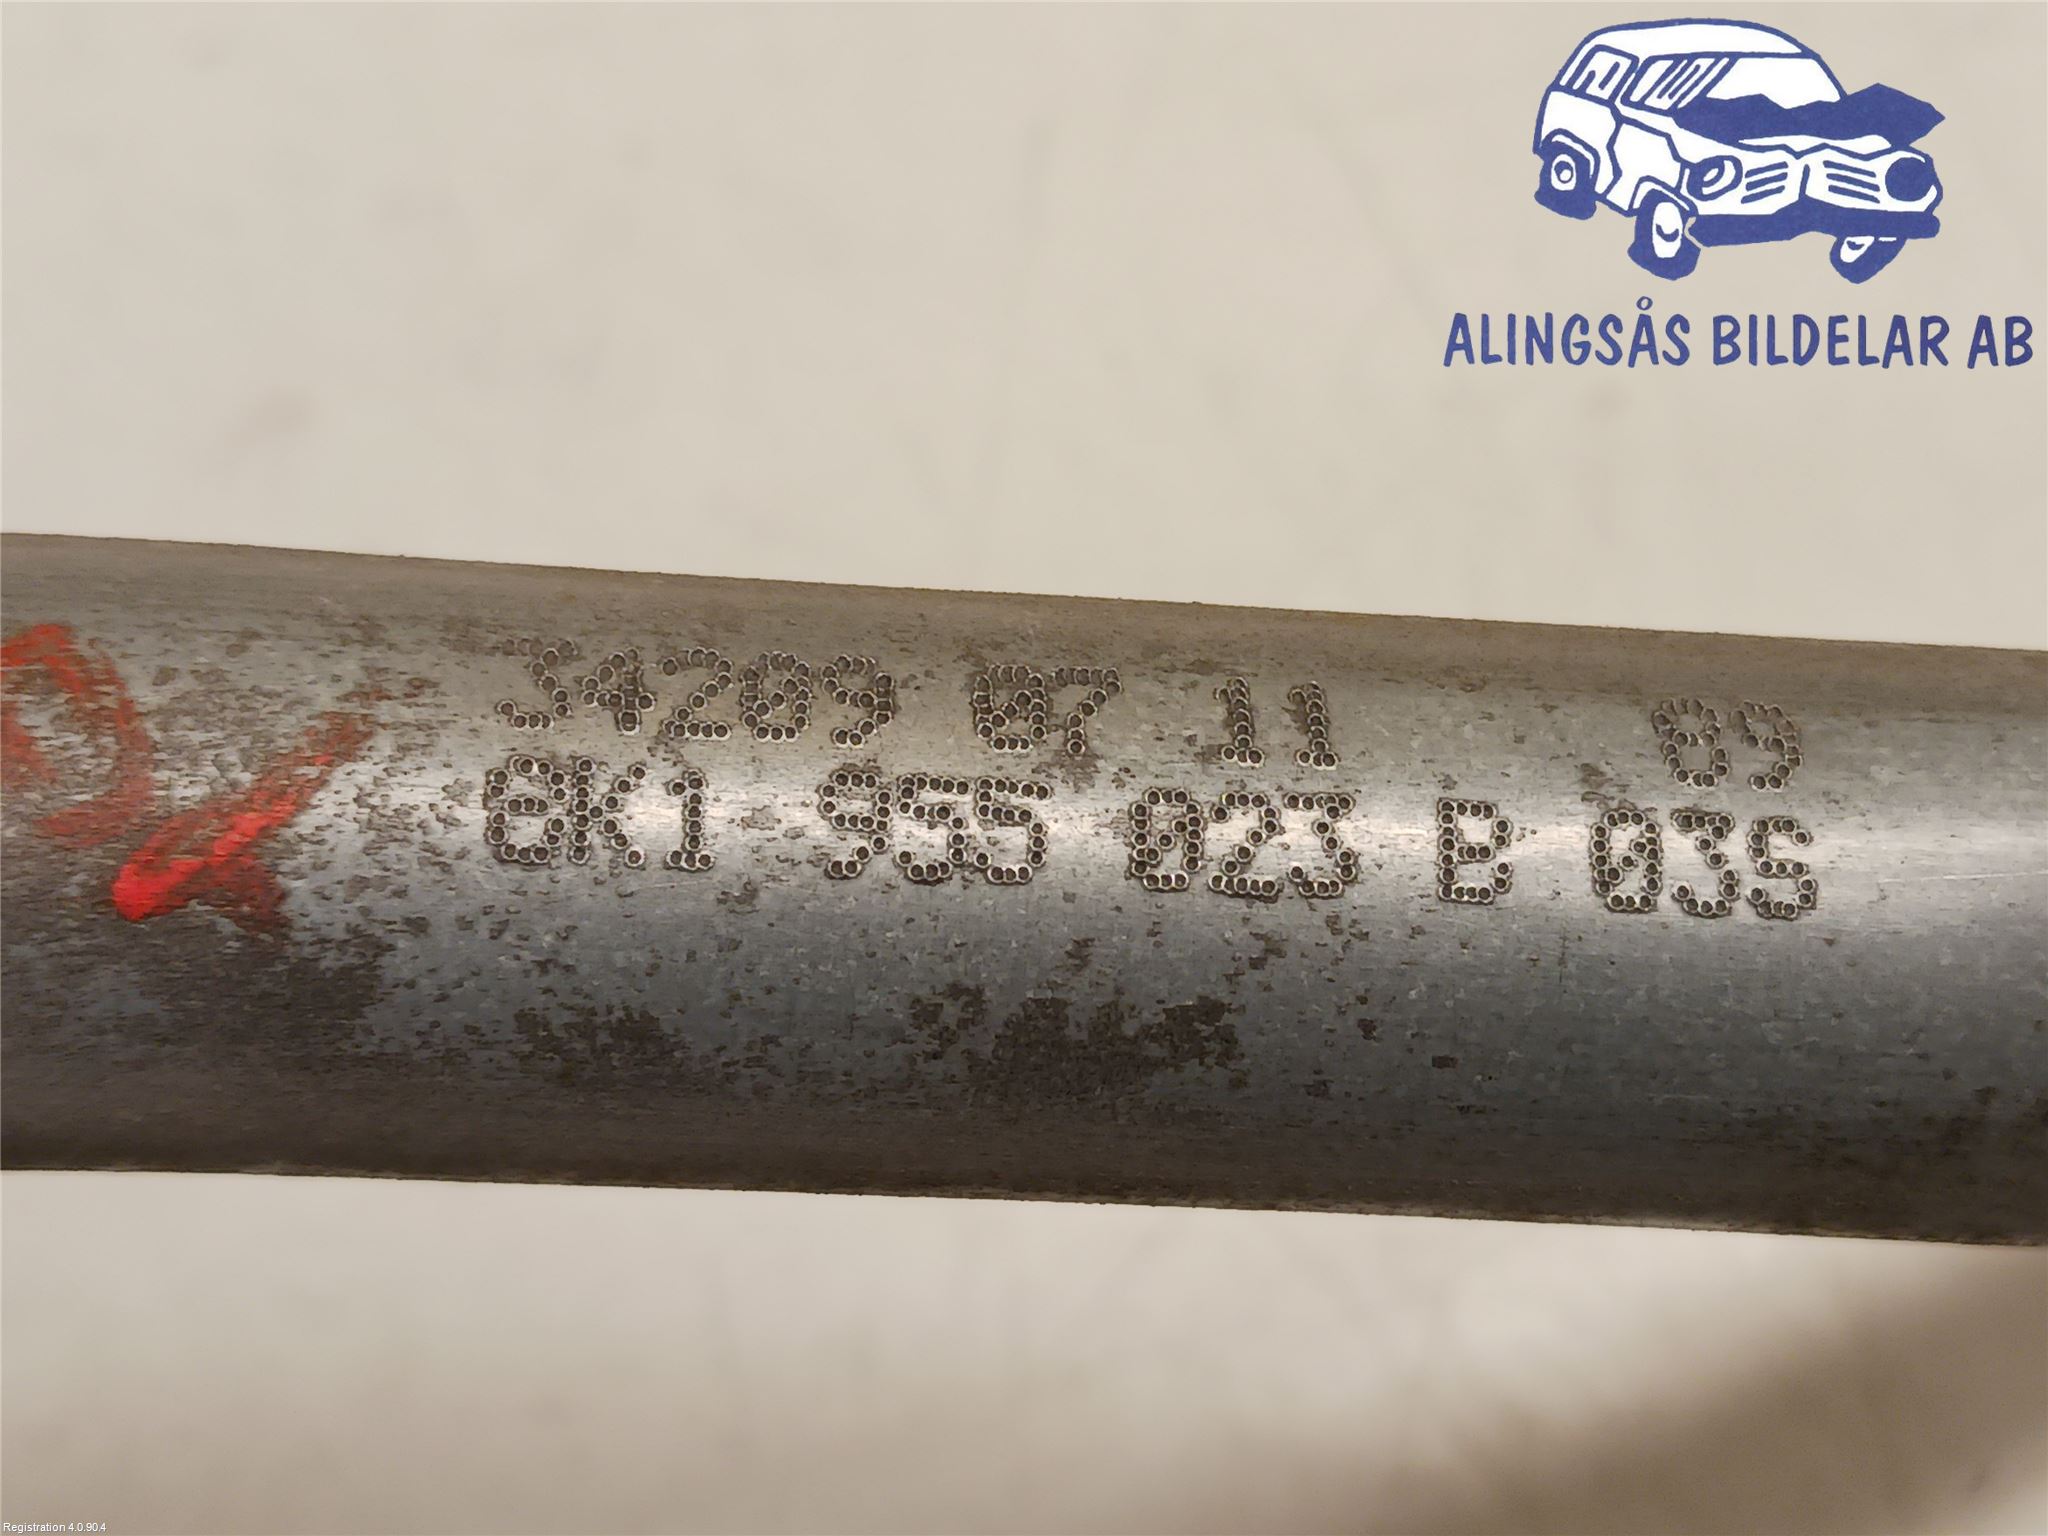 ALINGSÅS BILDELAR AB
34209 07 11 09
8K1 955 023 B 03S
Registration 4.0.90.4